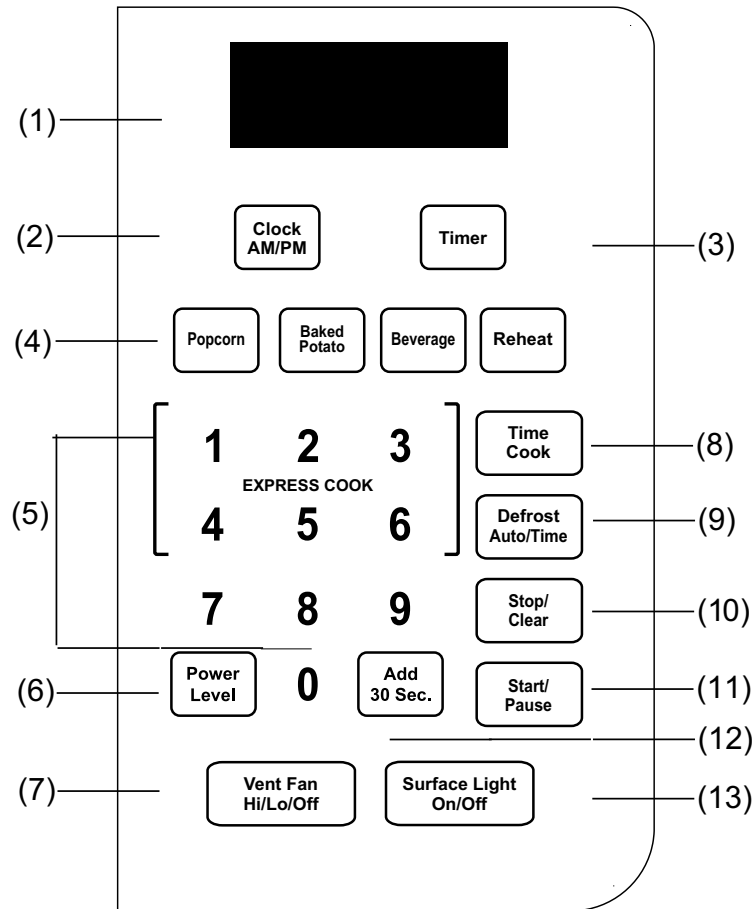 (1)
(2)
Clock
AM/PM
Timer
(3)
(4)
Popcorn
Baked
Potato
Beverage
Reheat
1 2 3
Time
Cook
(8)
EXPRESS COOK
(5)
4 5 6
Defrost
Auto/Time
(9)
7 8 9
Stop/
Clear
(10)
(6)
Power
Level
0
Add
30 Sec.
Start/
Pause
(11)
(12)
(7)
Vent Fan
Hi/Lo/Off
Surface Light
On/Off
(13)